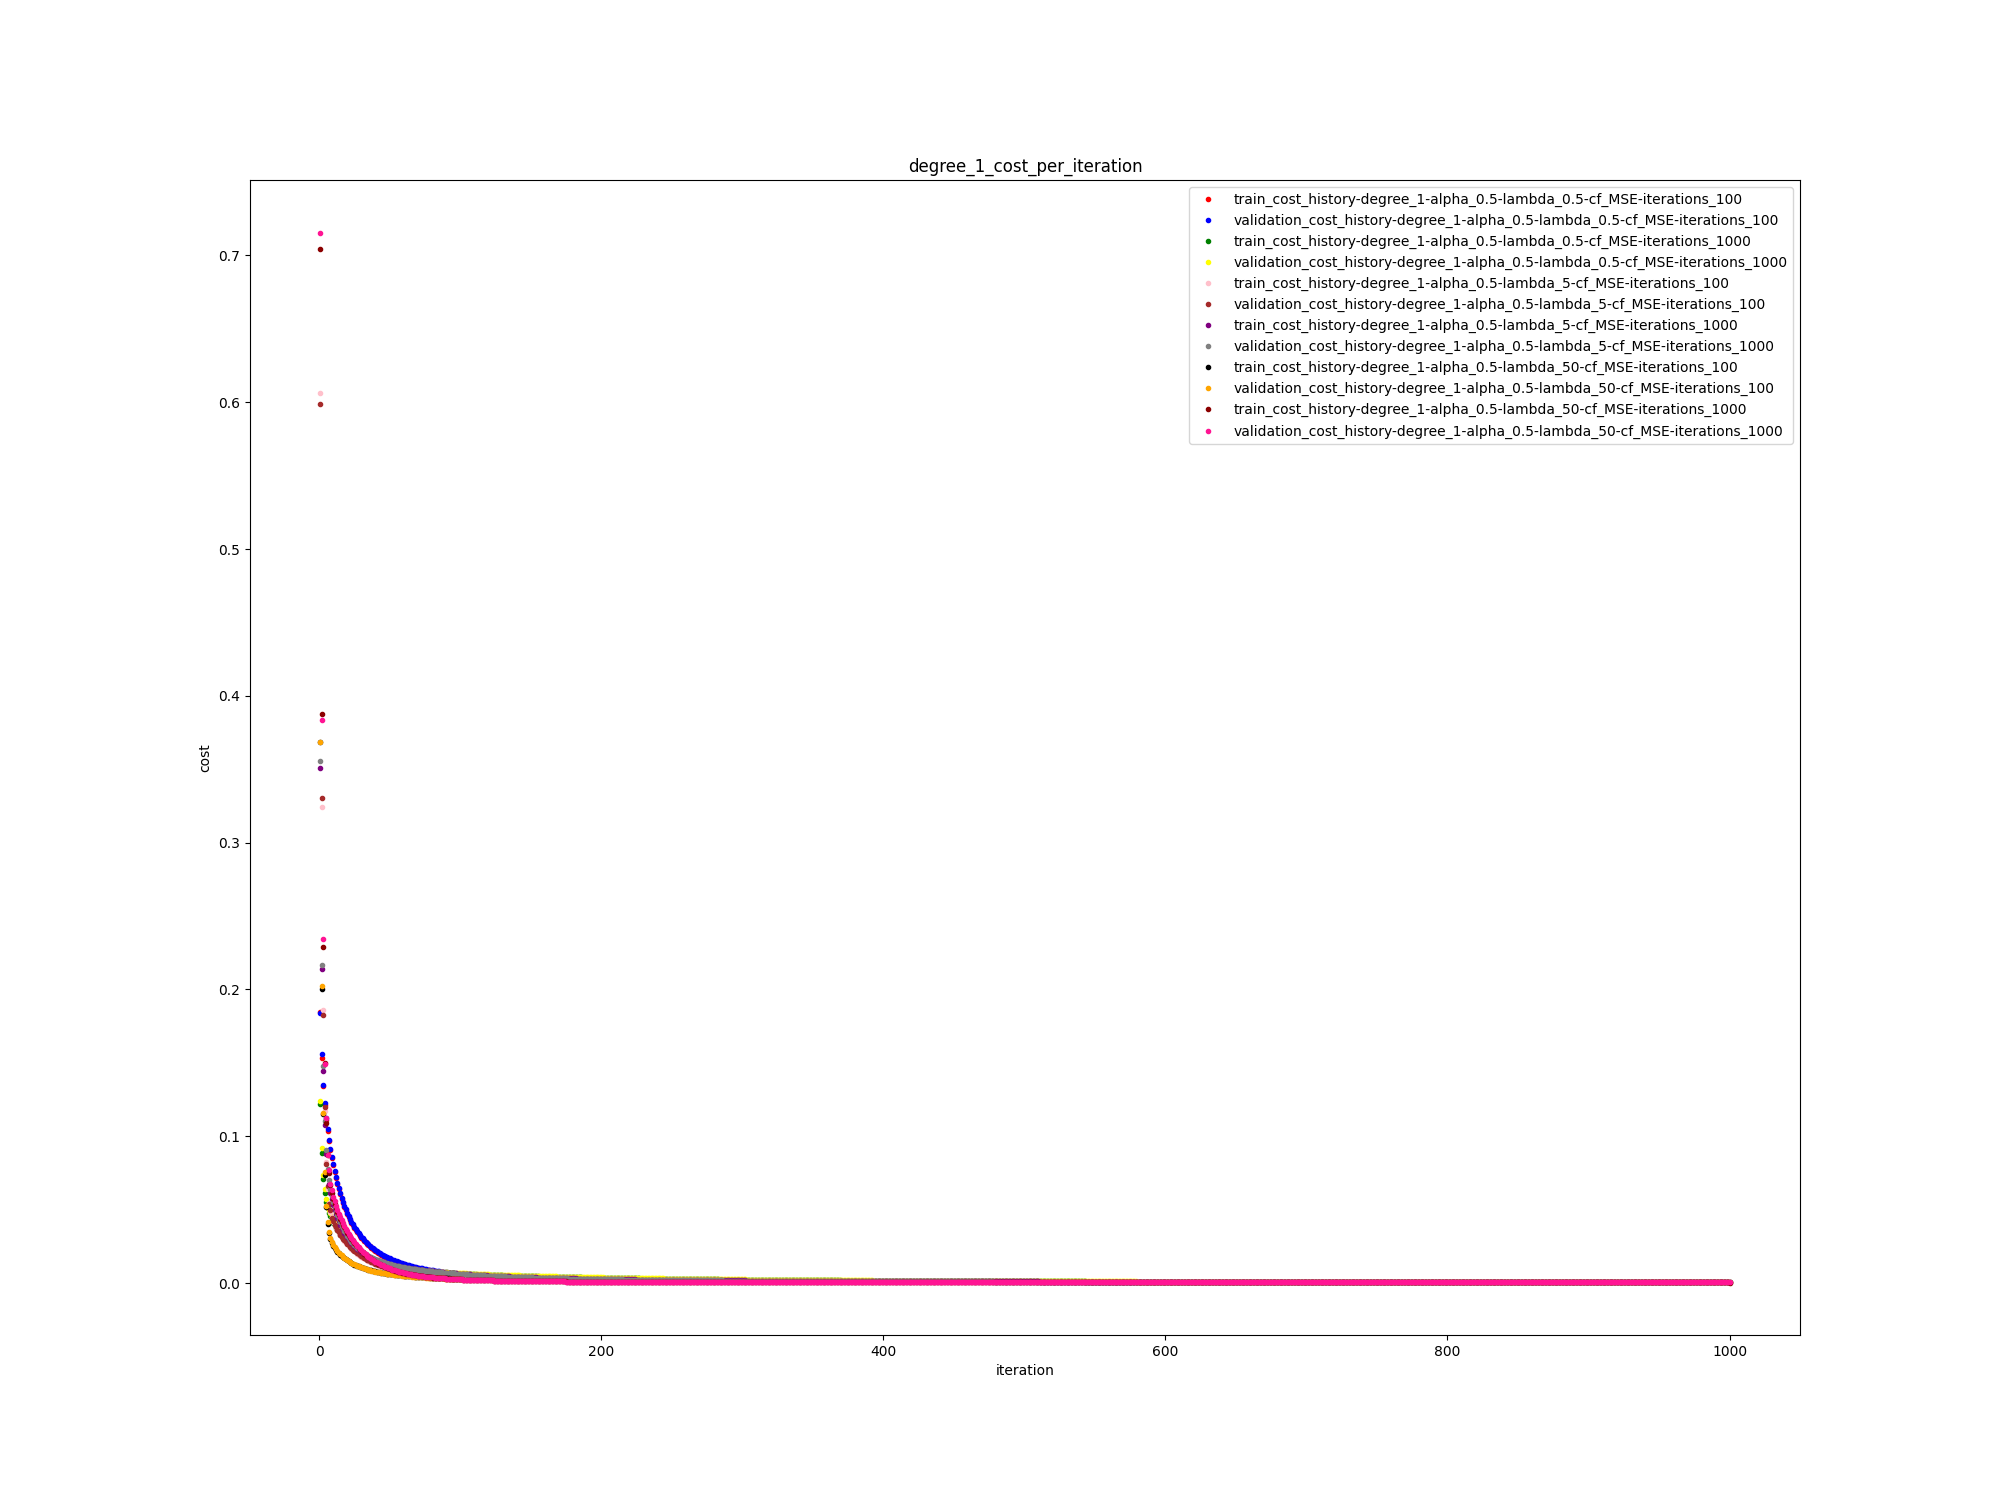 degree_1_cost_per_iteration
train_cost_history-degree_1-alpha_0.5-lambda_0.5-cf_MSE-iterations_100
validation_cost_history-degree_1-alpha_0.5-lambda_0.5-cf_MSE-iterations_100
train_cost_history-degree_1-alpha_0.5-lambda_0.5-cf_MSE-iterations_1000
validation_cost_history-degree_1-alpha_0.5-lambda_0.5-cf_MSE-iterations_1000
train_cost_history-degree_1-alpha_0.5-lambda_5-cf_MSE-iterations_100
validation_cost_history-degree_1-alpha_0.5-lambda_5-cf_MSE-iterations_100
train_cost_history-degree_1-alpha_0.5-lambda_5-cf_MSE-iterations_1000
validation_cost_history-degree_1-alpha_0.5-lambda_5-cf_MSE-iterations_1000
train_cost_history-degree_1-alpha_0.5-lambda_50-cf_MSE-iterations_100
validation_cost_history-degree_1-alpha_0.5-lambda_50-cf_MSE-iterations_100
train_cost_history-degree_1-alpha_0.5-lambda_50-cf_MSE-iterations_1000
validation_cost_history-degree_1-alpha_0.5-lambda_50-cf_MSE-iterations_1000
0.7
0.6
0.5
0.4
cost
0.3
0.2
0.1
0.0
0 200 400 600 800 1000
iteration